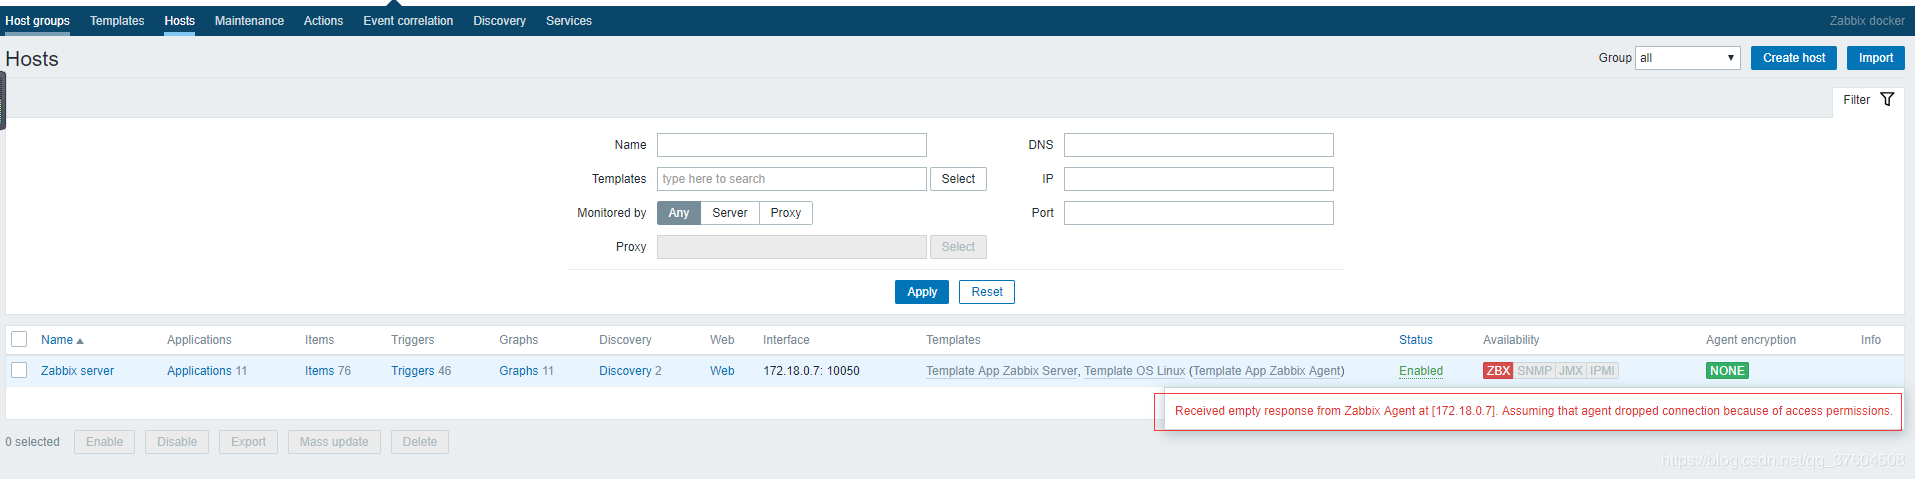 Host groups Templates Hosts Maintenance Actions Event correlation Discovery Services Zabbix docker
Hosts Group all Create host Import
Filter
Name DNS
Templates type here to search Select IP
Monitored by Any Server Proxy Port
Proxy Select
Apply Reset
Name Applications Items Triggers Graphs Discovery Web Interface Templates Status Availability Agent encryption Info
Zabbix server Applications 11 Items 76 Triggers 46 Graphs 11 Discovery 2 Web 172.18.0.7: 10050 Template App Zabbix Server, Template OS Linux (Template App Zabbix Agent) Enabled ZBX SNMP JMX IPMI NONE
Received empty response from Zabbix Agent at [172.18.0.7]. Assuming that agent dropped connection because of access permissions.
0 selected Enable Disable Export Mass update Delete
https://blog.csdn.net/qq_37604508